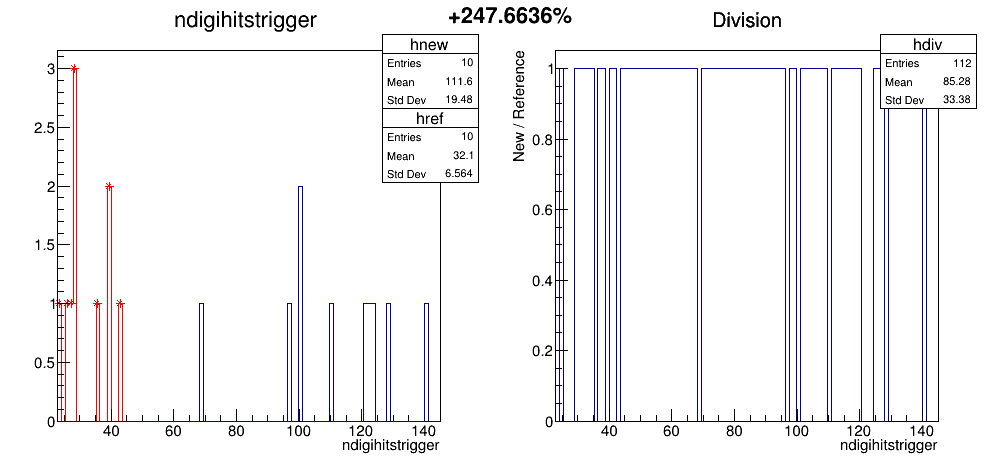 +247.6636%
ndigihitstrigger
hnew
Entries 10
Mean 111.6
Std Dev 19.48
href
Entries 10
Mean 32.1
Std Dev 6.564
3
2.5
2
1.5
1
0.5
0
40 60 80 100 120 140
ndigihitstrigger
Division
hdiv
Entries 112
Mean 85.28
Std Dev 33.38
New / Reference
1
0.8
0.6
0.4
0.2
0
40 60 80 100 120 140
ndigihitstrigger